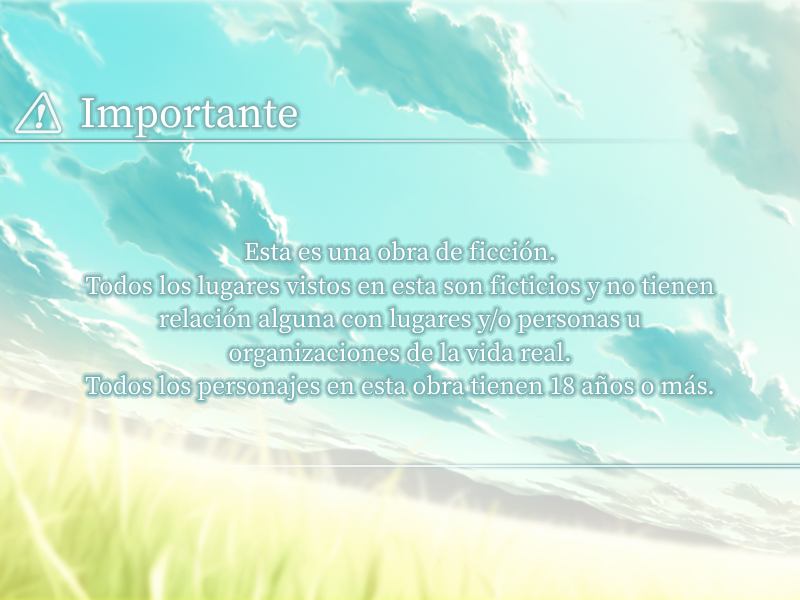 Importante
Esta es una obra de ficción.
Todos los lugares vistos en esta son ficticios y no tienen
relación alguna con lugares y/o personas u
organizaciones de la vida real.
Todos los personajes en esta obra tienen 18 años o más.